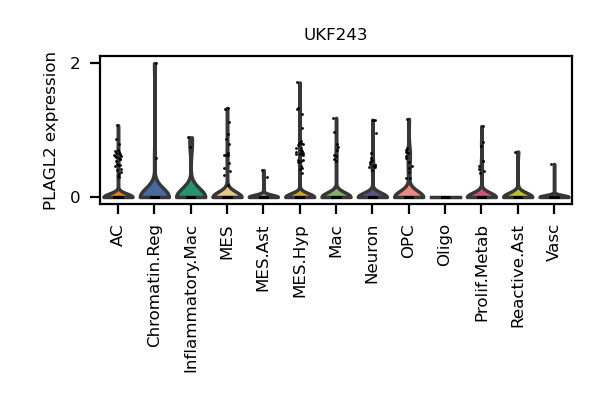 UKF243
PLAGL2 expression
2
0
AC
Chromatin.Reg
Inflammatory.Mac
MES
MES.Ast
MES.Hyp
Mac
Neuron
OPC
Oligo
Prolif.Metab
Reactive.Ast
Vasc